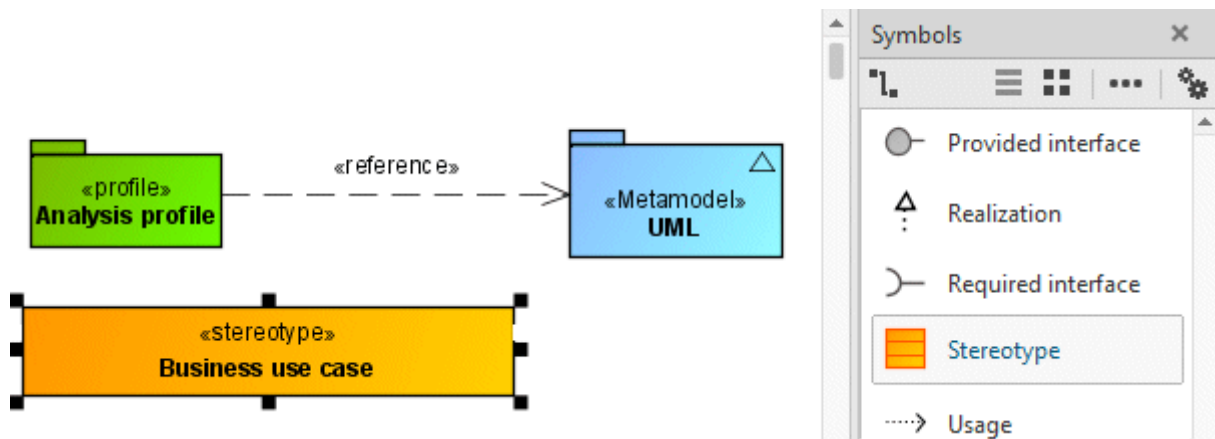 «profile»
Analysis profile
«reference»
«Metamodel»
UML
«stereotype»
Business use case
Symbols
Provided interface
Realization
Required interface
Stereotype
Usage